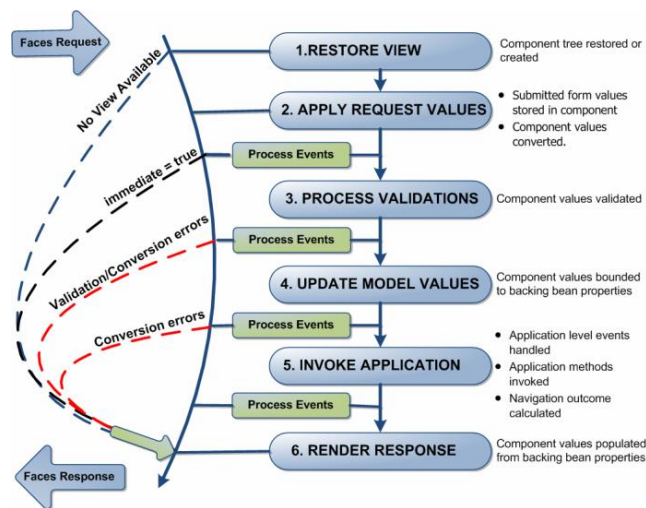 Faces Request
1.RESTORE VIEW
Component tree restored or
created
No View Available
2. APPLY REQUEST VALUES
• Submitted form values
stored in component
• Component values
converted.
immediate = true
Process Events
3. PROCESS VALIDATIONS
Component values validated
Validation/Conversion errors
Process Events
4. UPDATE MODEL VALUES
Component values bounded
to backing bean properties
Conversion errors
Process Events
5. INVOKE APPLICATION
• Application level events
handled
• Application methods
invoked
• Navigation outcome
calculated
Process Events
6. RENDER RESPONSE
Component values populated
from backing bean properties
Faces Response